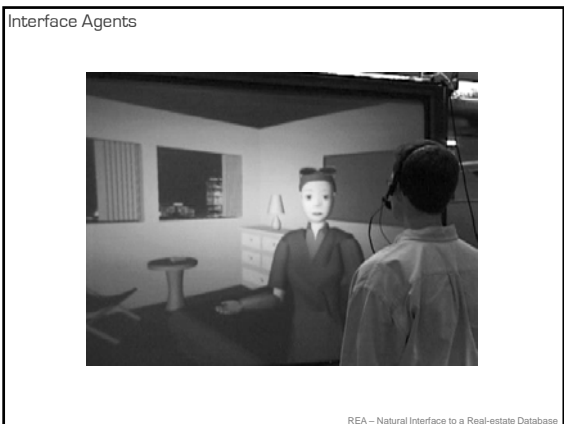 Interface Agents
REA – Natural Interface to a Real-estate Database